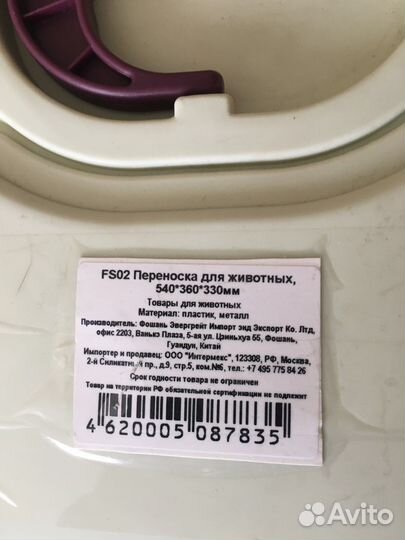 FS02 Переноска для животных,
540*360*330мм
Товары для животных
Материал: пластик, металл
Производитель: Фошань Эвергрейт Импорт энд Экспорт Ко. Лтд,
офис 2203, Ванькэ Плаза, 5-ая ул. Цзиньхуа 55, Фошань,
Гуандун, Китай
Импортер и продавец: ООО "Интермекс", 123308, РФ, Москва,
2-й Силикатный пр., д.9, стр.5, ком.№6, тел.: +7 495 775 84 26
Срок годности товара не ограничен
Товар на территории РФ обязательной сертификации не подлежит
4 620005 087835
Avito